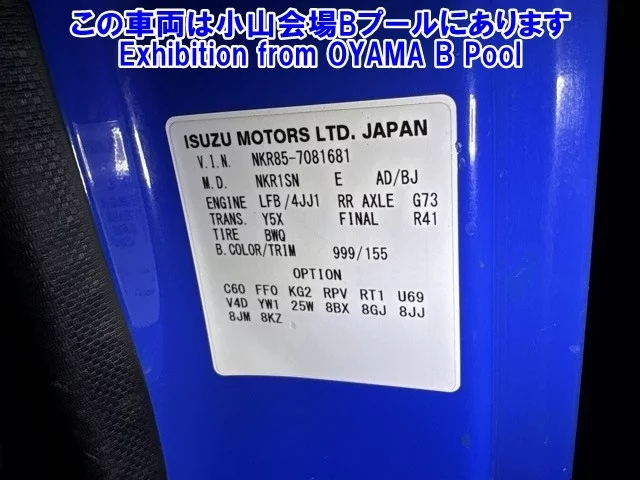 この車両は小山会場Bプールにあります
Exhibition from OYAMA B Pool
ISUZU MOTORS LTD. JAPAN
V.I.N. NKR85-7081681
M.D. NKR1SN E AD/BJ
ENGINE LFB/4JJ1 RR AXLE G73
TRANS. Y5X FINAL R41
TIRE BWQ
B.COLOR/TRIM 999/155
OPTION
C60 FF0 KG2 RPV RT1 U69
V4D YW1 25W 8BX 8GJ 8JJ
8JM 8KZ